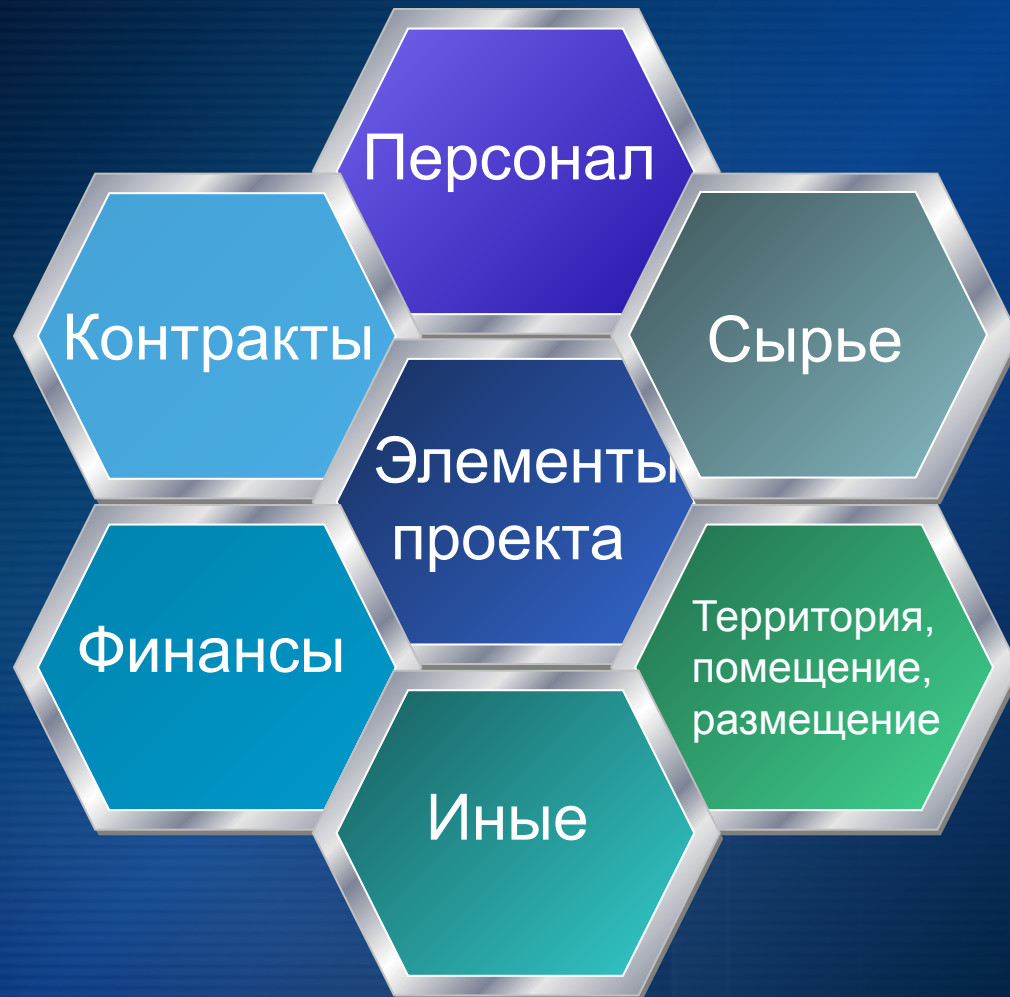 Персонал
Контракты
Сырье
Элементы
проекта
Финансы
Территория,
помещение,
размещение
Иные